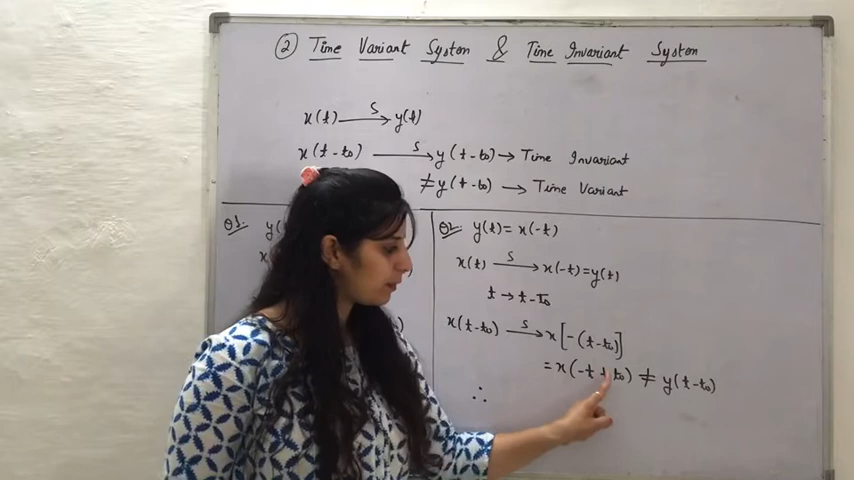 ② Time Variant System & Time Invariant System
x(t) —S→ y(t)
x(t-t₀) —S→ y(t-t₀) → Time Invariant
≠ y(t-t₀) → Time Variant
Q1.
Q2. y(t) = x(-t)
x(t) —S→ x(-t) = y(t)
t → t-t₀
x(t-t₀) —S→ x[-(t-t₀)]
= x(-t+t₀) ≠ y(t-t₀)
∴